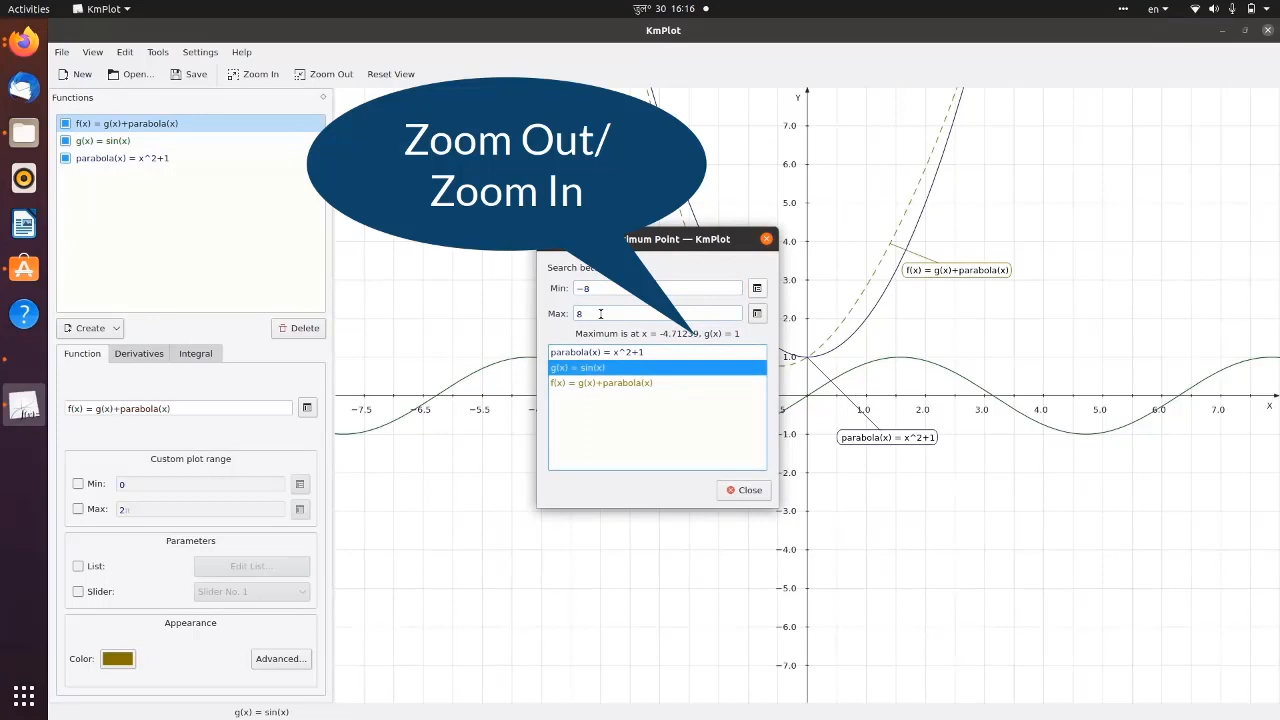 Activities
KmPlot
जुल॰ 30 16:16
en
KmPlot
File View Edit Tools Settings Help
New Open... Save Zoom In Zoom Out Reset View
Functions
f(x) = g(x)+parabola(x)
g(x) = sin(x)
parabola(x) = x^2+1
Create
Delete
Function Derivatives Integral
f(x) = g(x)+parabola(x)
Custom plot range
Min: 0
Max:
Parameters
List: Edit List...
Slider: Slider No. 1
Appearance
Color: Advanced...
g(x) = sin(x)
Zoom Out/
Zoom In
Point — KmPlot
Search
Min: −8
Max: 8
Maximum is at x = -4.71239, g(x) = 1
parabola(x) = x^2+1
g(x) = sin(x)
f(x) = g(x)+parabola(x)
Close
Y
7.0
6.0
5.0
4.0
3.0
2.0
1.0
−1.0
−2.0
−3.0
−4.0
−5.0
−6.0
−7.0
−7.5 −6.5 −5.5 1.0 2.0 3.0 4.0 5.0 6.0 7.0
X
f(x) = g(x)+parabola(x)
parabola(x) = x^2+1